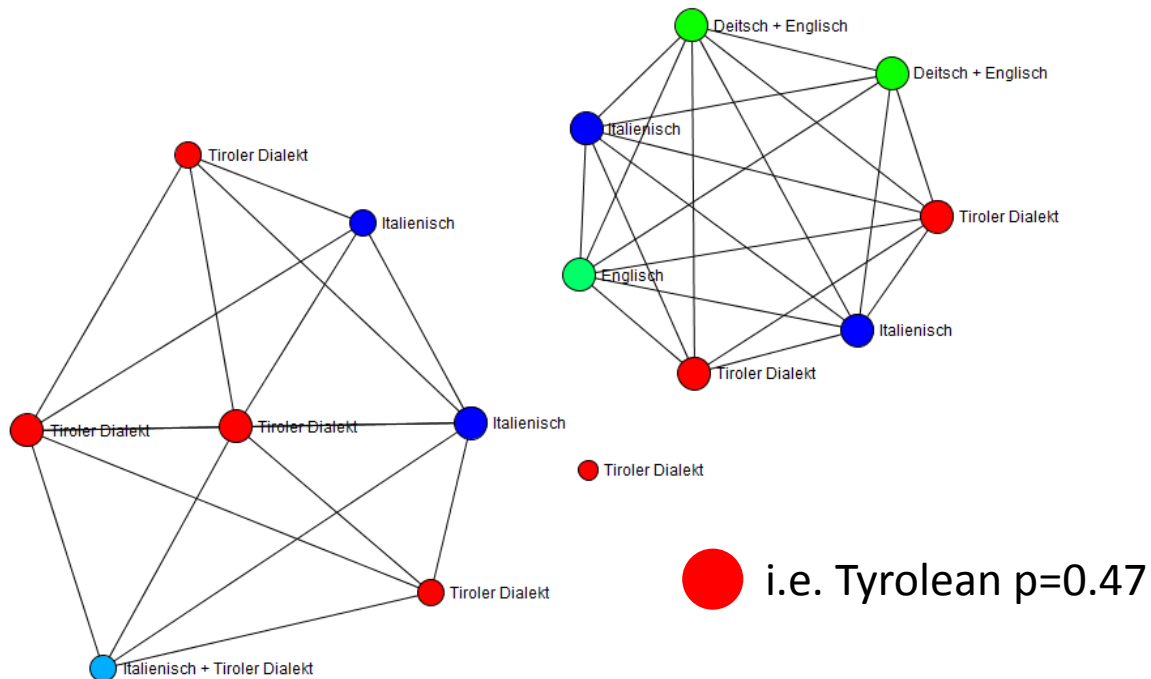 Deitsch + Englisch
Deitsch + Englisch
Italienisch
Tiroler Dialekt
Tiroler Dialekt
Italienisch
Englisch
Italienisch
Tiroler Dialekt
Tiroler Dialekt
Tiroler Dialekt
Italienisch
Tiroler Dialekt
i.e. Tyrolean p=0.47
Tiroler Dialekt
Italienisch + Tiroler Dialekt